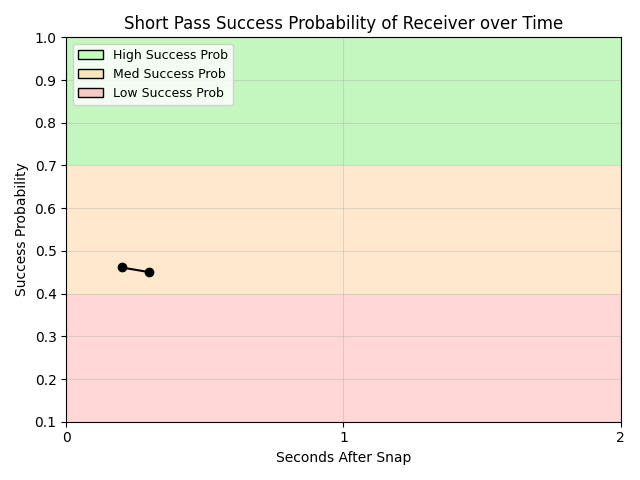 Short Pass Success Probability of Receiver over Time
1.0
0.9
0.8
0.7
0.6
0.5
0.4
0.3
0.2
0.1
Success Probability
High Success Prob
Med Success Prob
Low Success Prob
0 1 2
Seconds After Snap